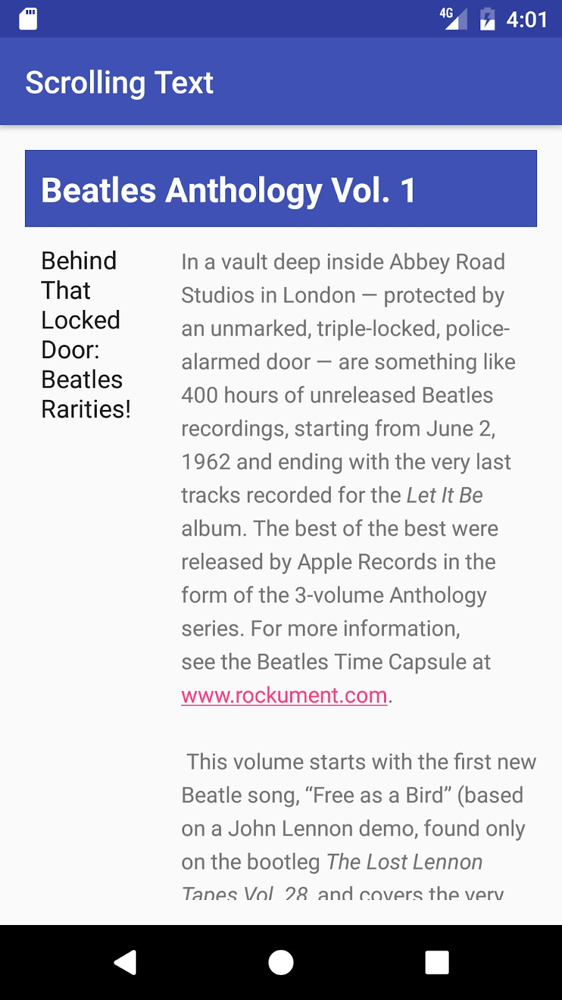 4G 4:01
Scrolling Text
Beatles Anthology Vol. 1
Behind
That
Locked
Door:
Beatles
Rarities!
In a vault deep inside Abbey Road
Studios in London — protected by
an unmarked, triple-locked, police-
alarmed door — are something like
400 hours of unreleased Beatles
recordings, starting from June 2,
1962 and ending with the very last
tracks recorded for the Let It Be
album. The best of the best were
released by Apple Records in the
form of the 3-volume Anthology
series. For more information,
see the Beatles Time Capsule at
www.rockument.com.
This volume starts with the first new
Beatle song, “Free as a Bird” (based
on a John Lennon demo, found only
on the bootleg The Lost Lennon
Tapes Vol. 28, and covers the very